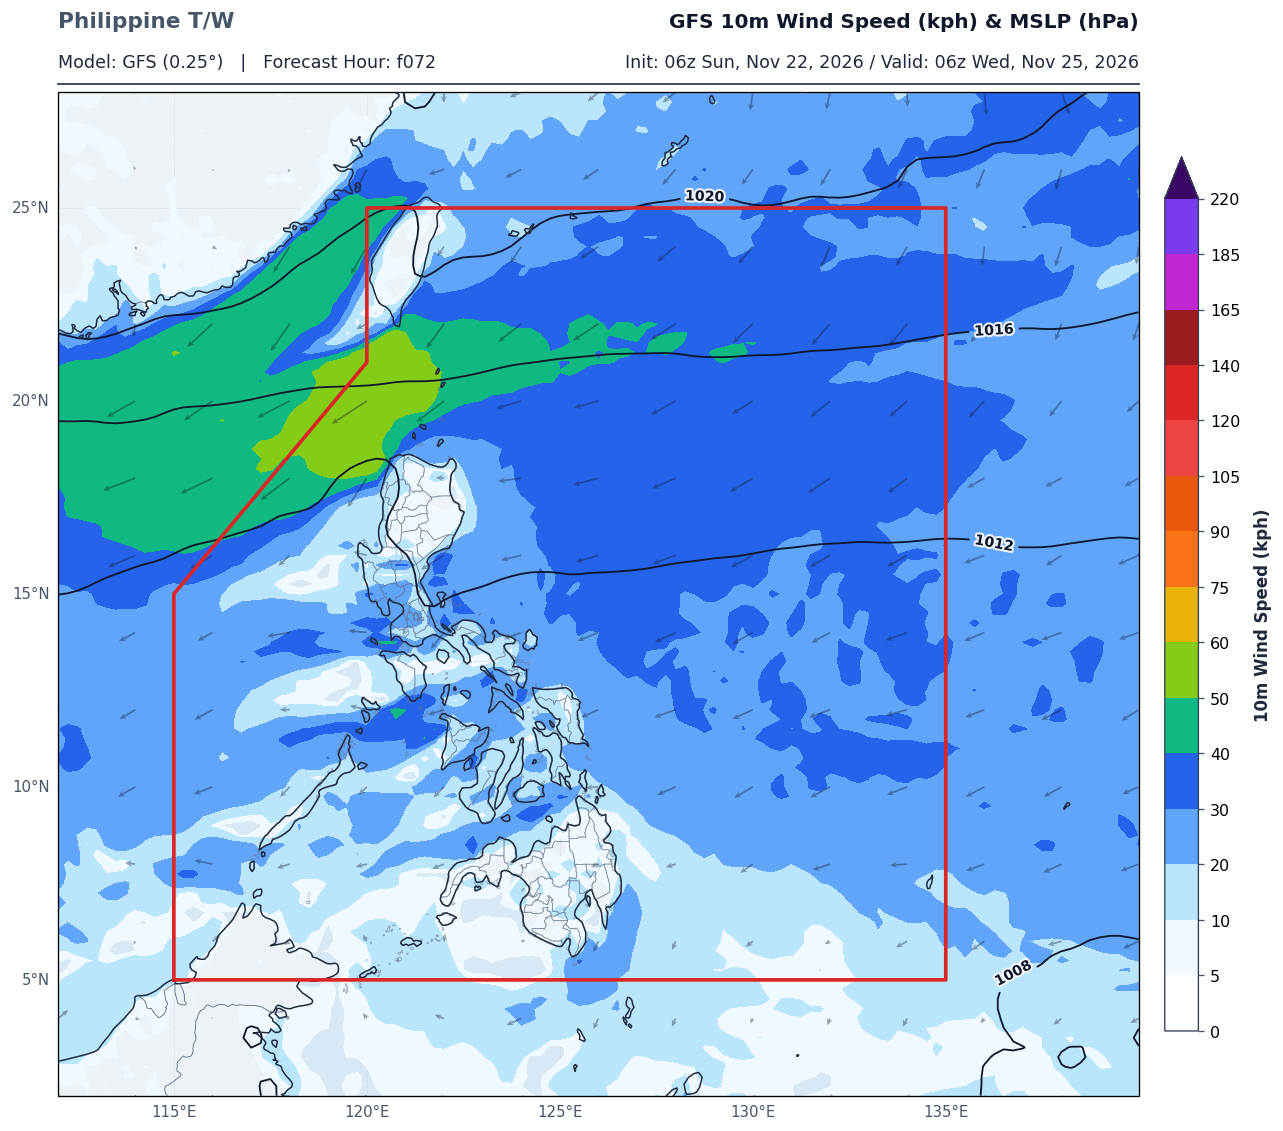 Philippine T/W
GFS 10m Wind Speed (kph) & MSLP (hPa)
Model: GFS (0.25°)   |   Forecast Hour: f072
Init: 06z Sun, Nov 22, 2026 / Valid: 06z Wed, Nov 25, 2026
25°N
20°N
15°N
10°N
5°N
115°E
120°E
125°E
130°E
135°E
1020
1016
1012
1008
220
185
165
140
120
105
90
75
60
50
40
30
20
10
5
0
10m Wind Speed (kph)